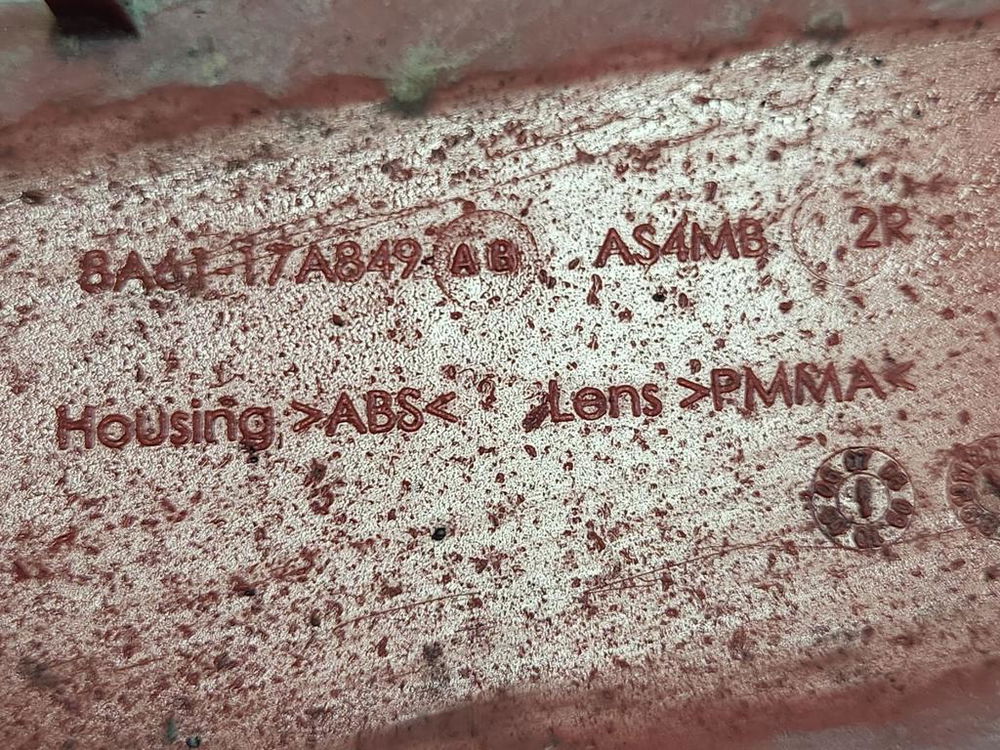 8A61-17A849 AB AS4MB 2R
Housing >ABS< Lens >PMMA<